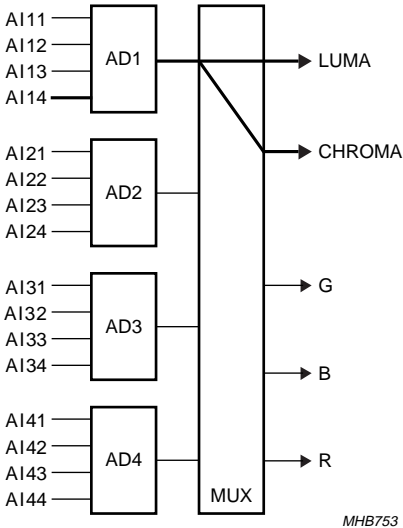 AI11
AI12
AI13
AI14
AD1
LUMA
CHROMA
AI21
AI22
AI23
AI24
AD2
AI31
AI32
AI33
AI34
AD3
G
B
AI41
AI42
AI43
AI44
AD4
R
MUX
MHB753